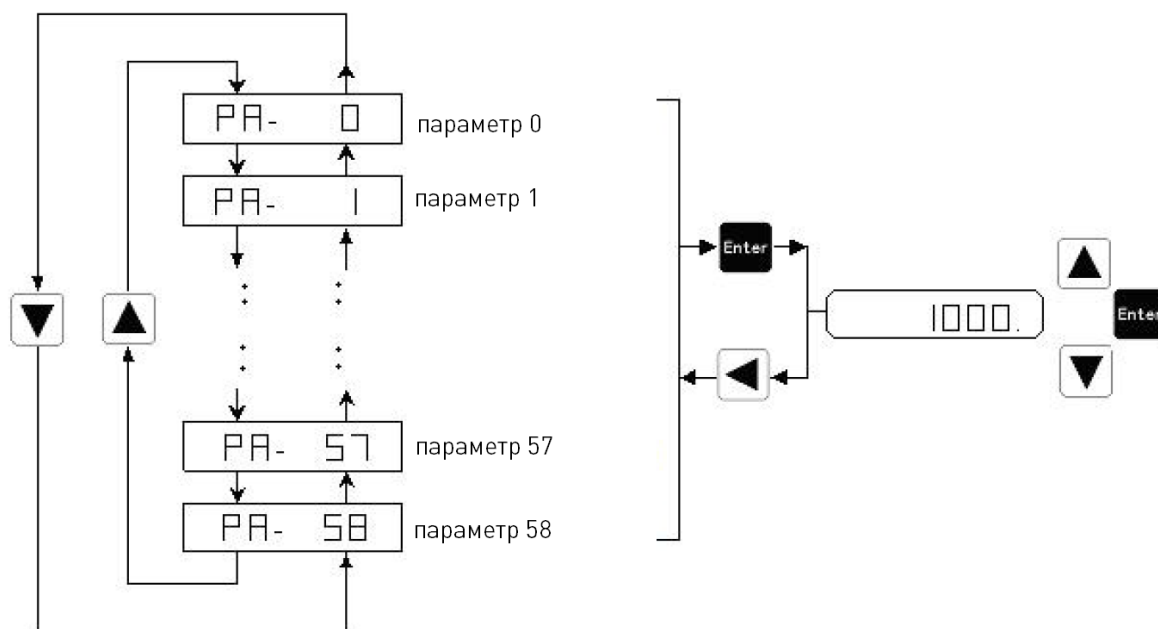 PA- 0 параметр 0
PA- 1 параметр 1
Enter
1000.
Enter
PA- 57 параметр 57
PA- 58 параметр 58